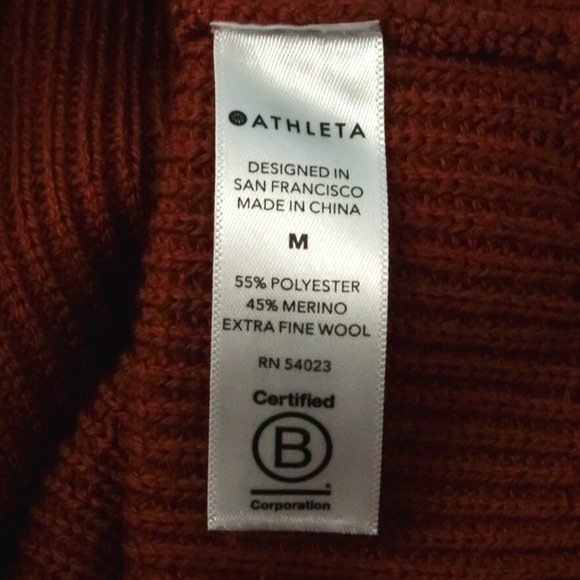 ATHLETA
DESIGNED IN
SAN FRANCISCO
MADE IN CHINA
M
55% POLYESTER
45% MERINO
EXTRA FINE WOOL
RN 54023
Certified
B
Corporation